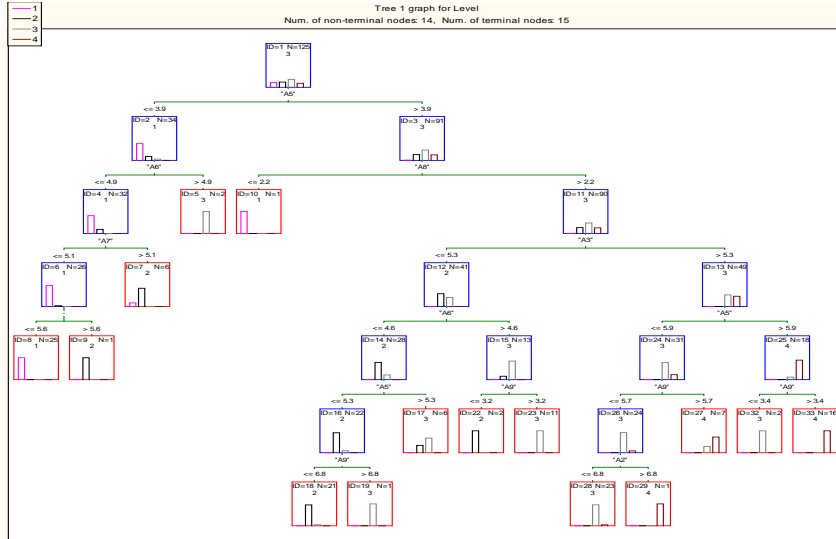 1
2
3
4
Tree 1 graph for Level
Num. of non-terminal nodes: 14, Num. of terminal nodes: 15
ID=1 N=125
3
"A5"
<= 3.9
> 3.9
ID=2 N=34
1
ID=3 N=91
3
"A6"
"A8"
<= 4.9
> 4.9
<= 2.2
> 2.2
ID=4 N=32
1
ID=5 N=2
3
ID=10 N=1
1
ID=11 N=90
3
"A7"
"A3"
<= 5.1
> 5.1
<= 5.3
> 5.3
ID=6 N=26
1
ID=7 N=6
2
ID=12 N=41
2
ID=13 N=49
3
"A6"
"A5"
<= 5.6
> 5.6
<= 4.6
> 4.6
<= 5.9
> 5.9
ID=8 N=25
1
ID=9 N=1
2
ID=14 N=28
2
ID=15 N=13
3
ID=24 N=31
3
ID=25 N=18
4
"A5"
"A9"
"A9"
"A9"
<= 5.3
> 5.3
<= 3.2
> 3.2
<= 5.7
> 5.7
<= 3.4
> 3.4
ID=16 N=22
2
ID=17 N=6
3
ID=22 N=2
2
ID=23 N=11
3
ID=26 N=24
3
ID=27 N=7
4
ID=32 N=2
3
ID=33 N=16
4
"A9"
"A2"
<= 6.8
> 6.8
<= 6.8
> 6.8
ID=18 N=21
2
ID=19 N=1
3
ID=28 N=23
3
ID=29 N=1
4